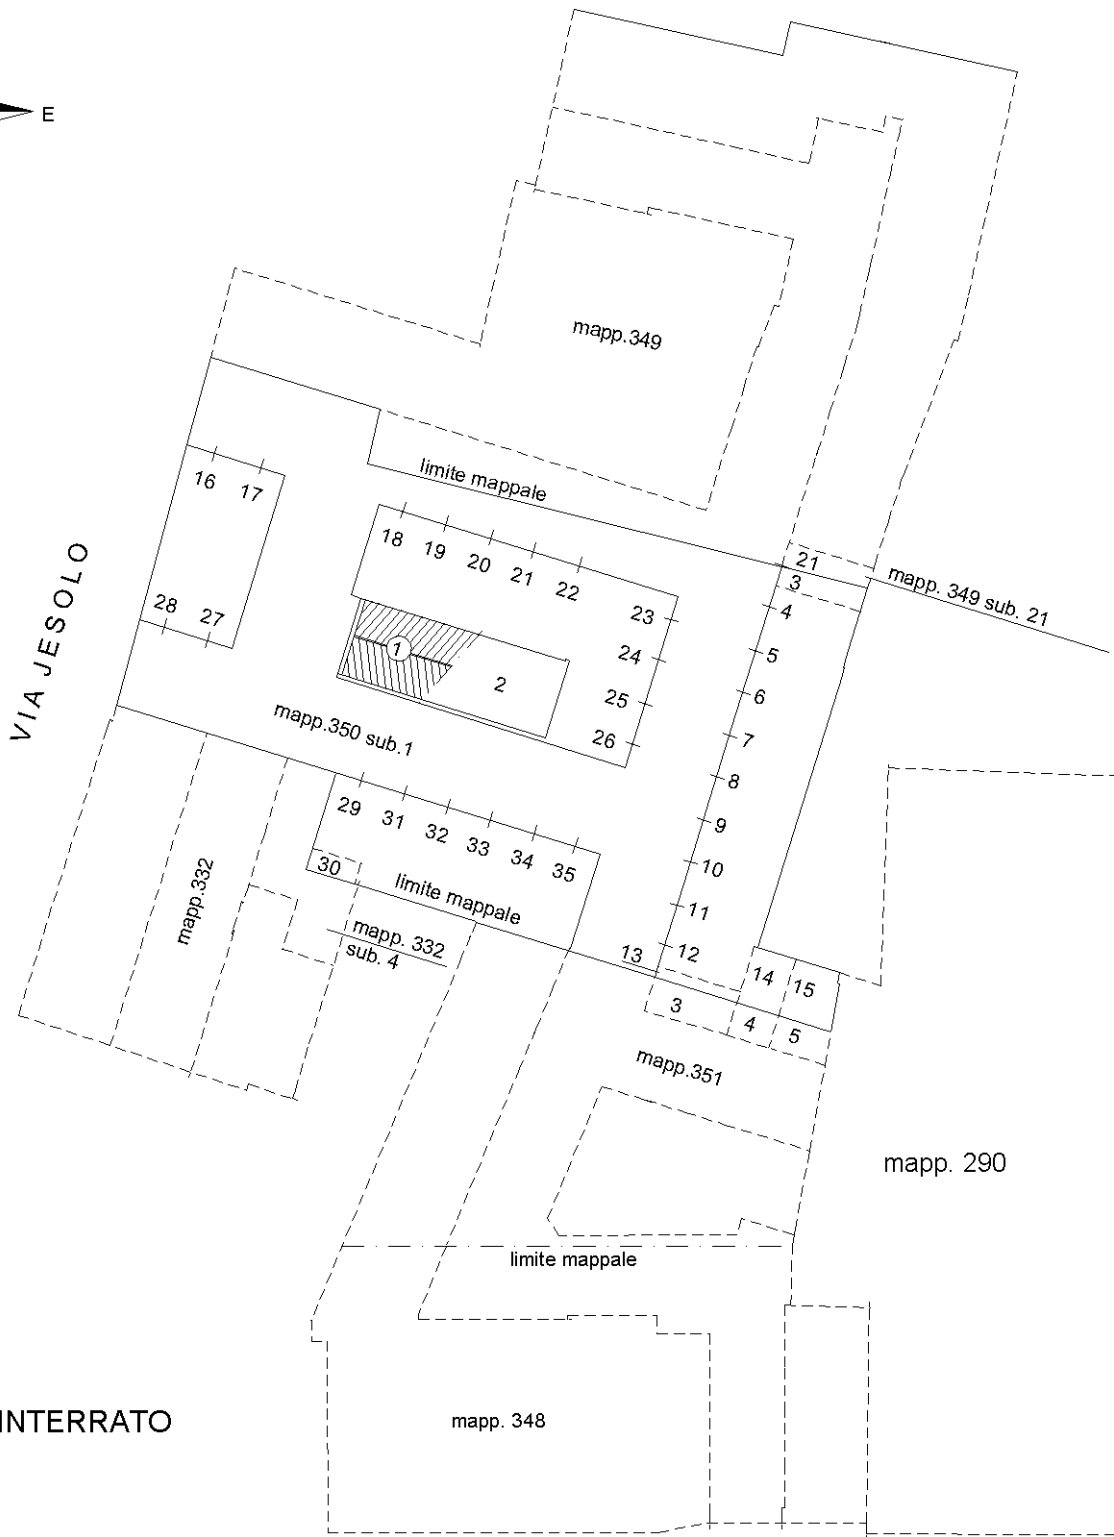 E
mapp.349
limite mappale
16
17
18
19
20
21
22
23
24
25
26
28
27
VIA JESOLO
1
2
mapp.350 sub.1
21
3
mapp. 349 sub. 21
4
5
6
7
8
9
10
11
12
13
14
15
29
31
32
33
34
35
30
limite mappale
mapp.332
mapp. 332
sub. 4
3
4
5
mapp.351
mapp. 290
limite mappale
INTERRATO
mapp. 348